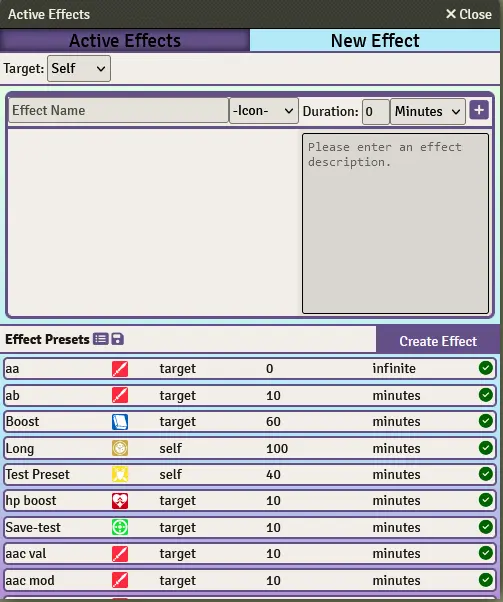 Active Effects
Close
Active Effects
New Effect
Target: Self
Effect Name -Icon- Duration: 0 Minutes +
Please enter an effect
description.
Effect Presets
Create Effect
aa target 0 infinite
ab target 10 minutes
Boost target 60 minutes
Long self 100 minutes
Test Preset self 40 minutes
hp boost target 10 minutes
Save-test target 10 minutes
aac val target 10 minutes
aac mod target 10 minutes